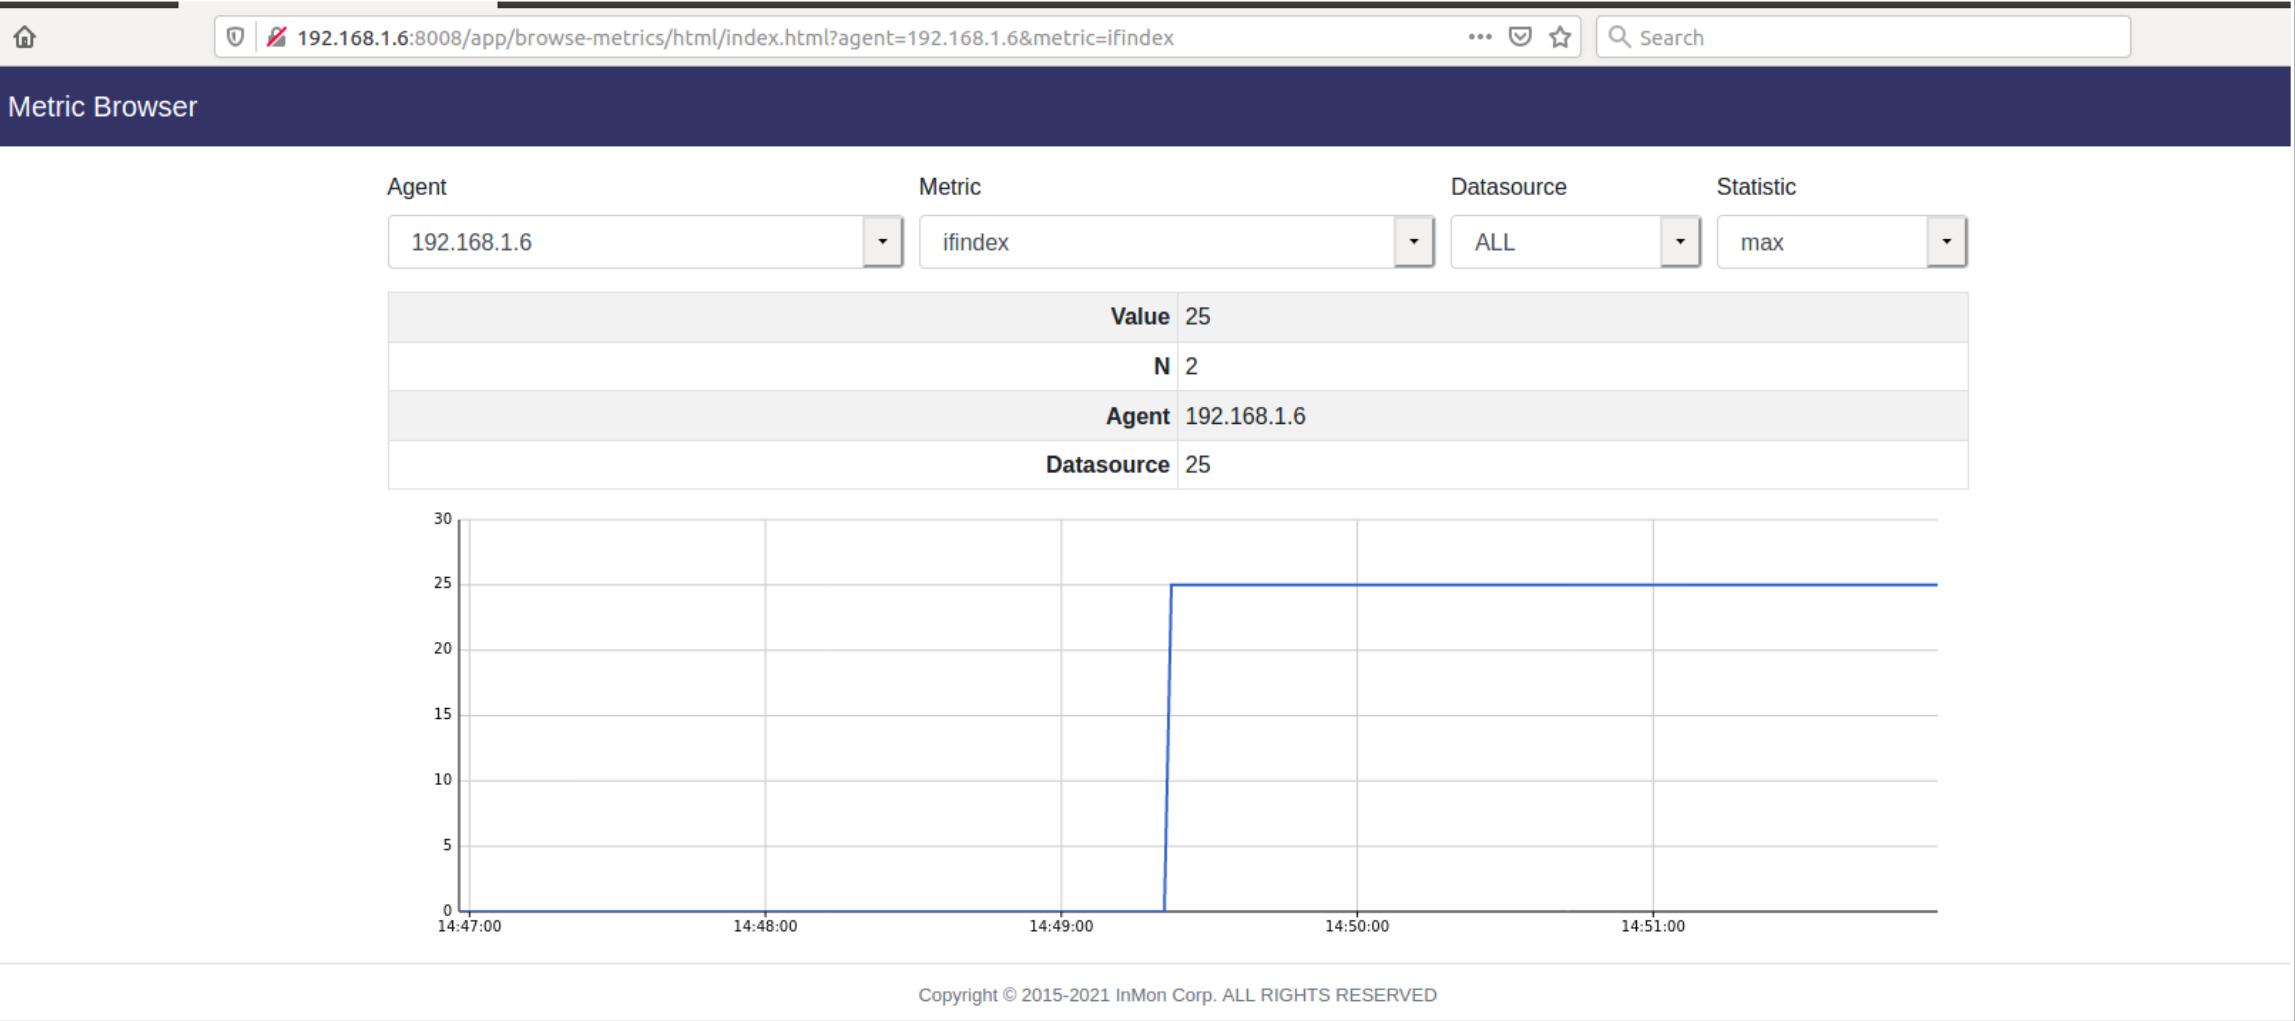 192.168.1.6:8008/app/browse-metrics/html/index.html?agent=192.168.1.6&metric=ifindex
Search
Metric Browser
Agent Metric Datasource Statistic
192.168.1.6 ifindex ALL max
Value 25
N 2
Agent 192.168.1.6
Datasource 25
30
25
20
15
10
5
0
14:47:00 14:48:00 14:49:00 14:50:00 14:51:00
Copyright © 2015-2021 InMon Corp. ALL RIGHTS RESERVED